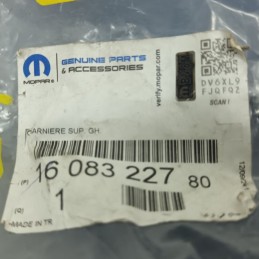 MOPAR
GENUINE PARTS
& ACCESSORIES
verify.mopar.com
DV6XL9
FJQFQZ
SCAN!
CHARNIERE SUP. GH.
(P)
16 083 227 80
(Q)
1
MADE IN TR